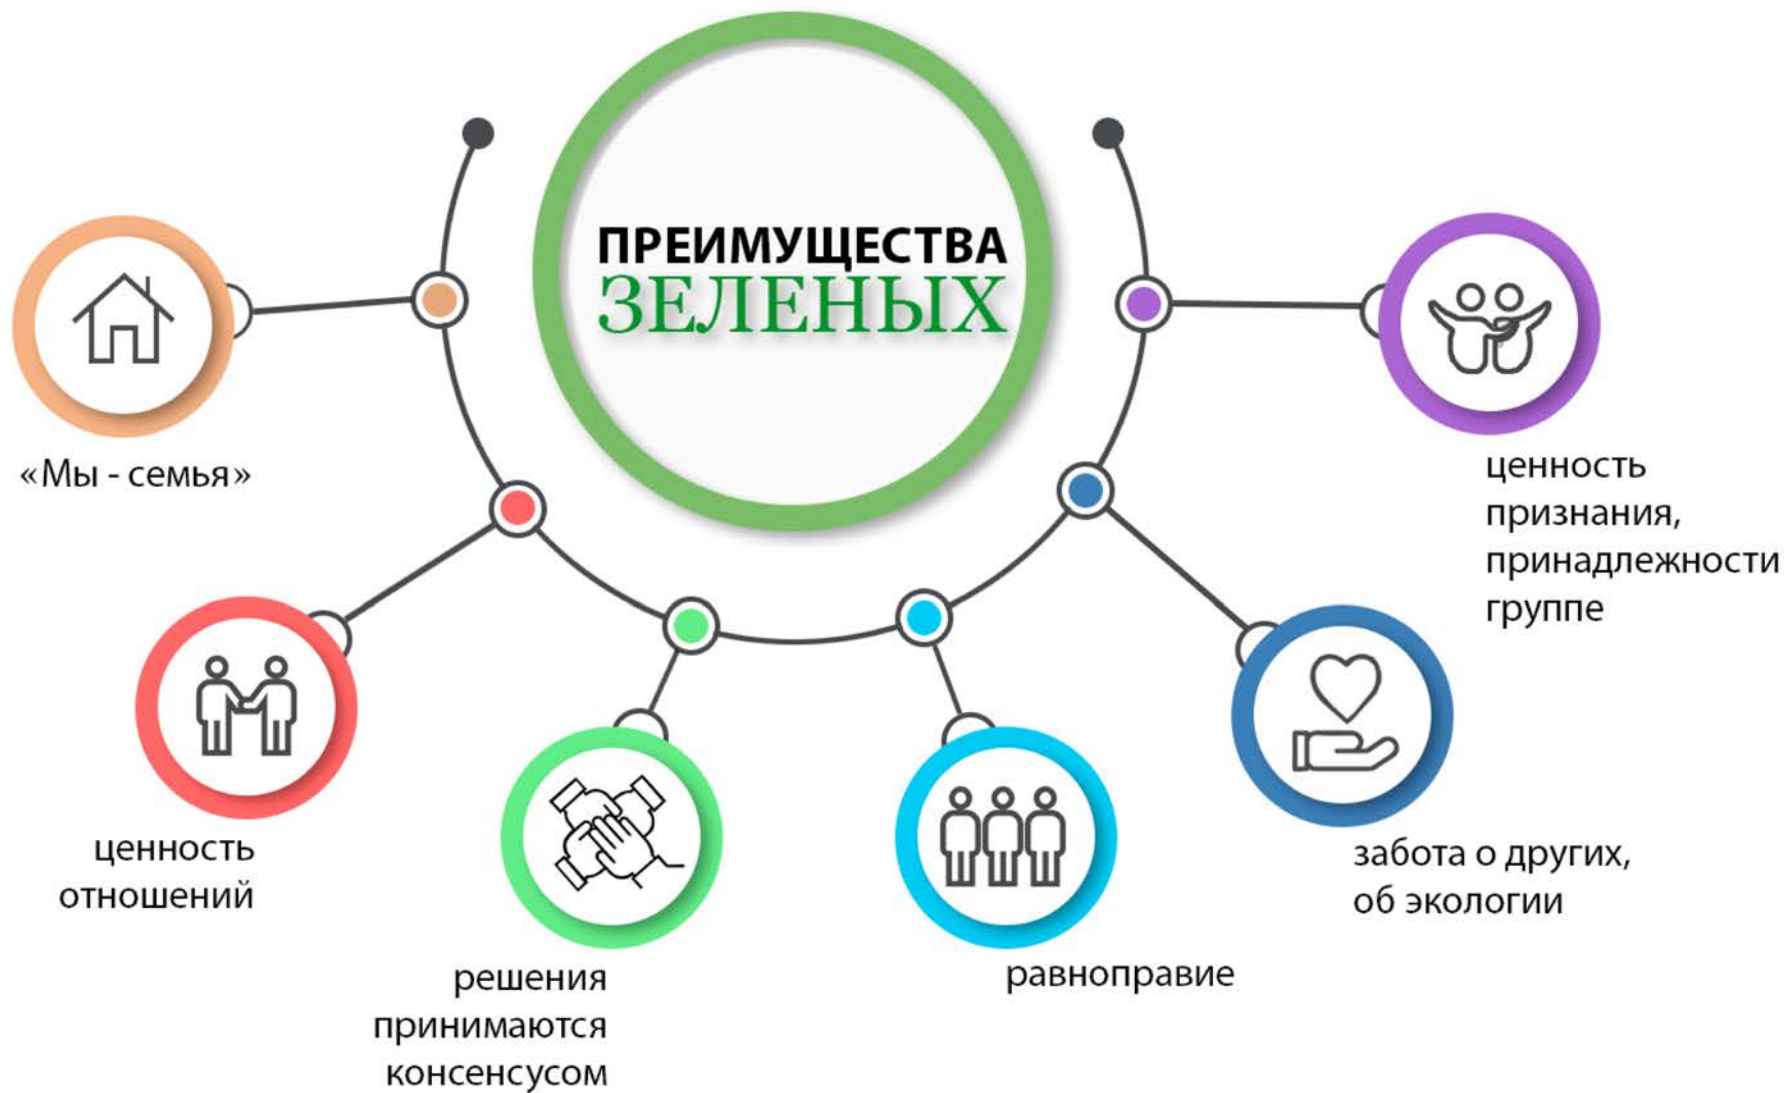 ПРЕИМУЩЕСТВА
ЗЕЛЕНЫХ
«Мы - семья»
ценность
отношений
решения
принимаются
консенсусом
равноправие
забота о других,
об экологии
ценность
признания,
принадлежности
группе